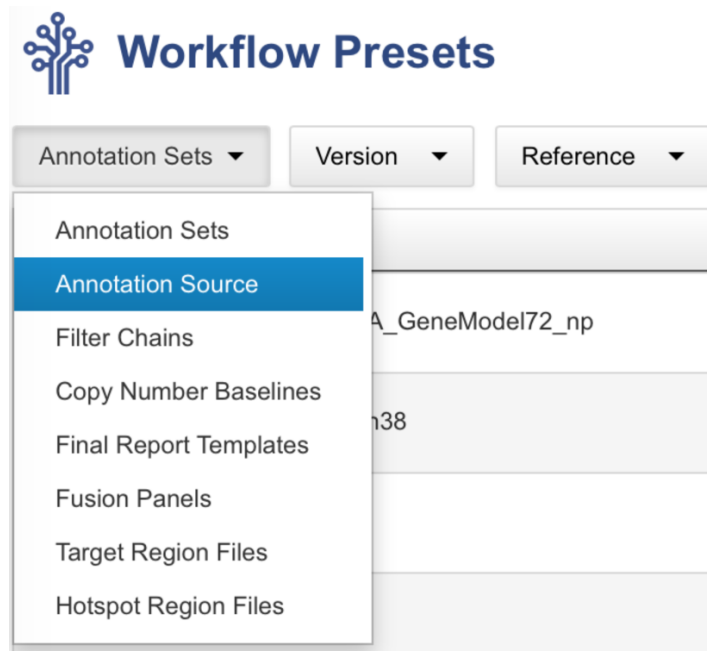 Workflow Presets
Annotation Sets Version Reference
Annotation Sets
Annotation Source
Filter Chains
A_GeneModel72_np
Copy Number Baselines
Final Report Templates
Fusion Panels
Target Region Files
Hotspot Region Files